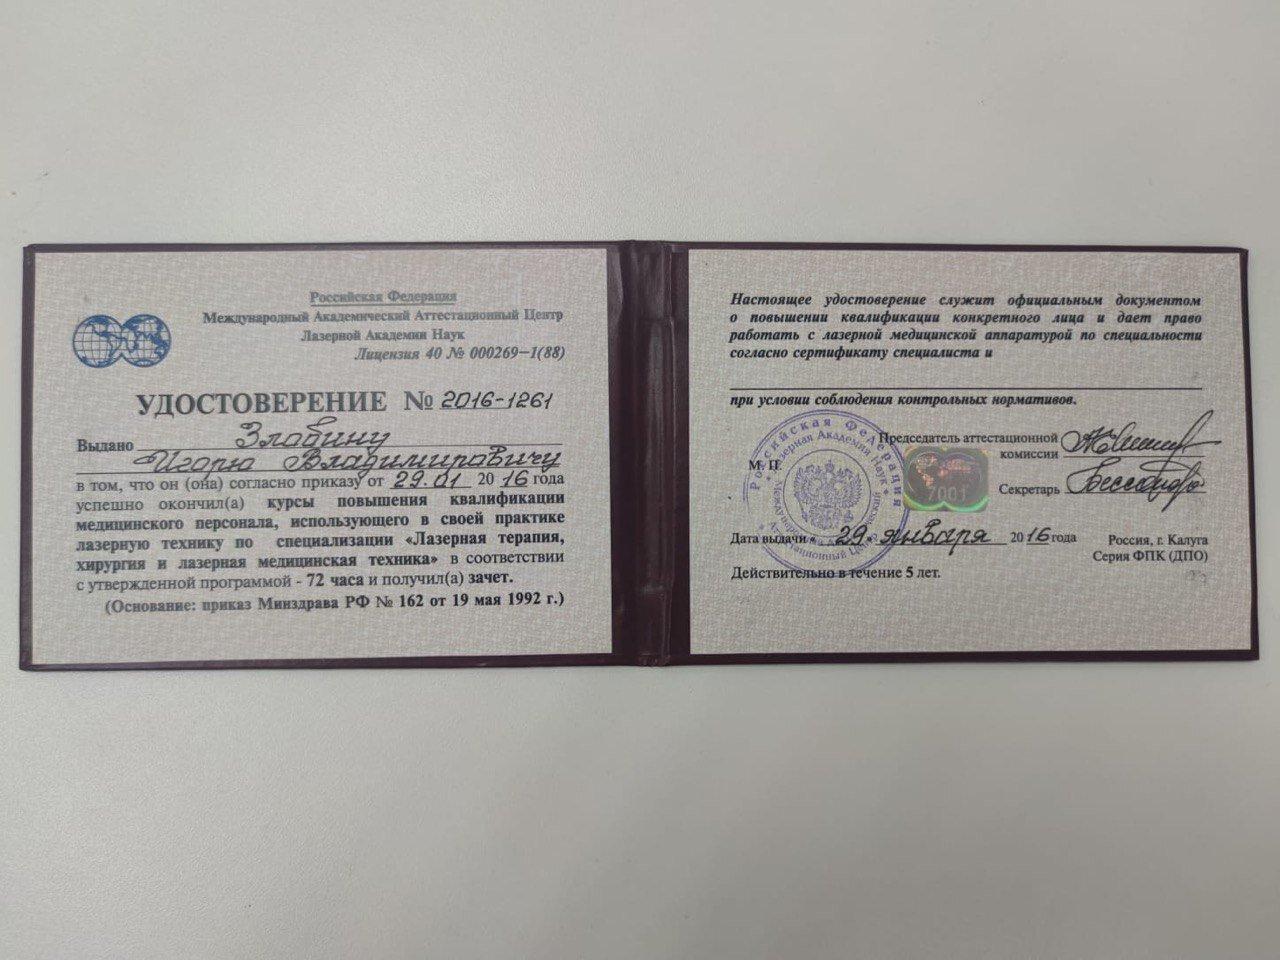 Российская Федерация
Международный Академический Аттестационный Центр
Лазерной Академии Наук
Лицензия 40 № 000269–1(88)
УДОСТОВЕРЕНИЕ № 2016-1261
Выдано Злобину
Игорю Владимировичу
в том, что он (она) согласно приказу от 29.01 2016 года
успешно окончил(а) курсы повышения квалификации
медицинского персонала, использующего в своей практике
лазерную технику по специализации «Лазерная терапия,
хирургия и лазерная медицинская техника» в соответствии
с утвержденной программой - 72 часа и получил(а) зачет.
(Основание: приказ Минздрава РФ № 162 от 19 мая 1992 г.)
Настоящее удостоверение служит официальным документом
о повышении квалификации конкретного лица и дает право
работать с лазерной медицинской аппаратурой по специальности
согласно сертификату специалиста и
при условии соблюдения контрольных нормативов.
Председатель аттестационной
комиссии
М. П.
Секретарь
Российская Федерация
Лазерная Академия Наук
Международный Академический
Аттестационный Центр
7001
Дата выдачи « 29 » января 2016 года
Действительно в течение 5 лет.
Россия, г. Калуга
Серия ФПК (ДПО)